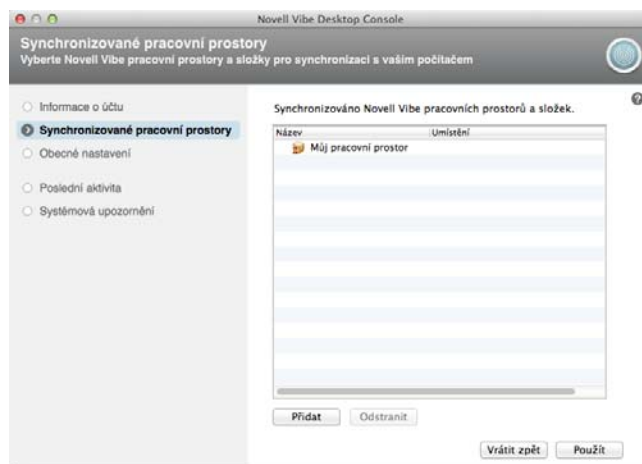 Novell Vibe Desktop Console
Synchronizované pracovní prostory
Vyberte Novell Vibe pracovní prostory a složky pro synchronizaci s vaším počítačem
Informace o účtu
Synchronizované pracovní prostory
Obecné nastavení
Poslední aktivita
Systémová upozornění
Synchronizováno Novell Vibe pracovních prostorů a složek.
Název Umístění
Můj pracovní prostor
Přidat Odstranit
Vrátit zpět Použít